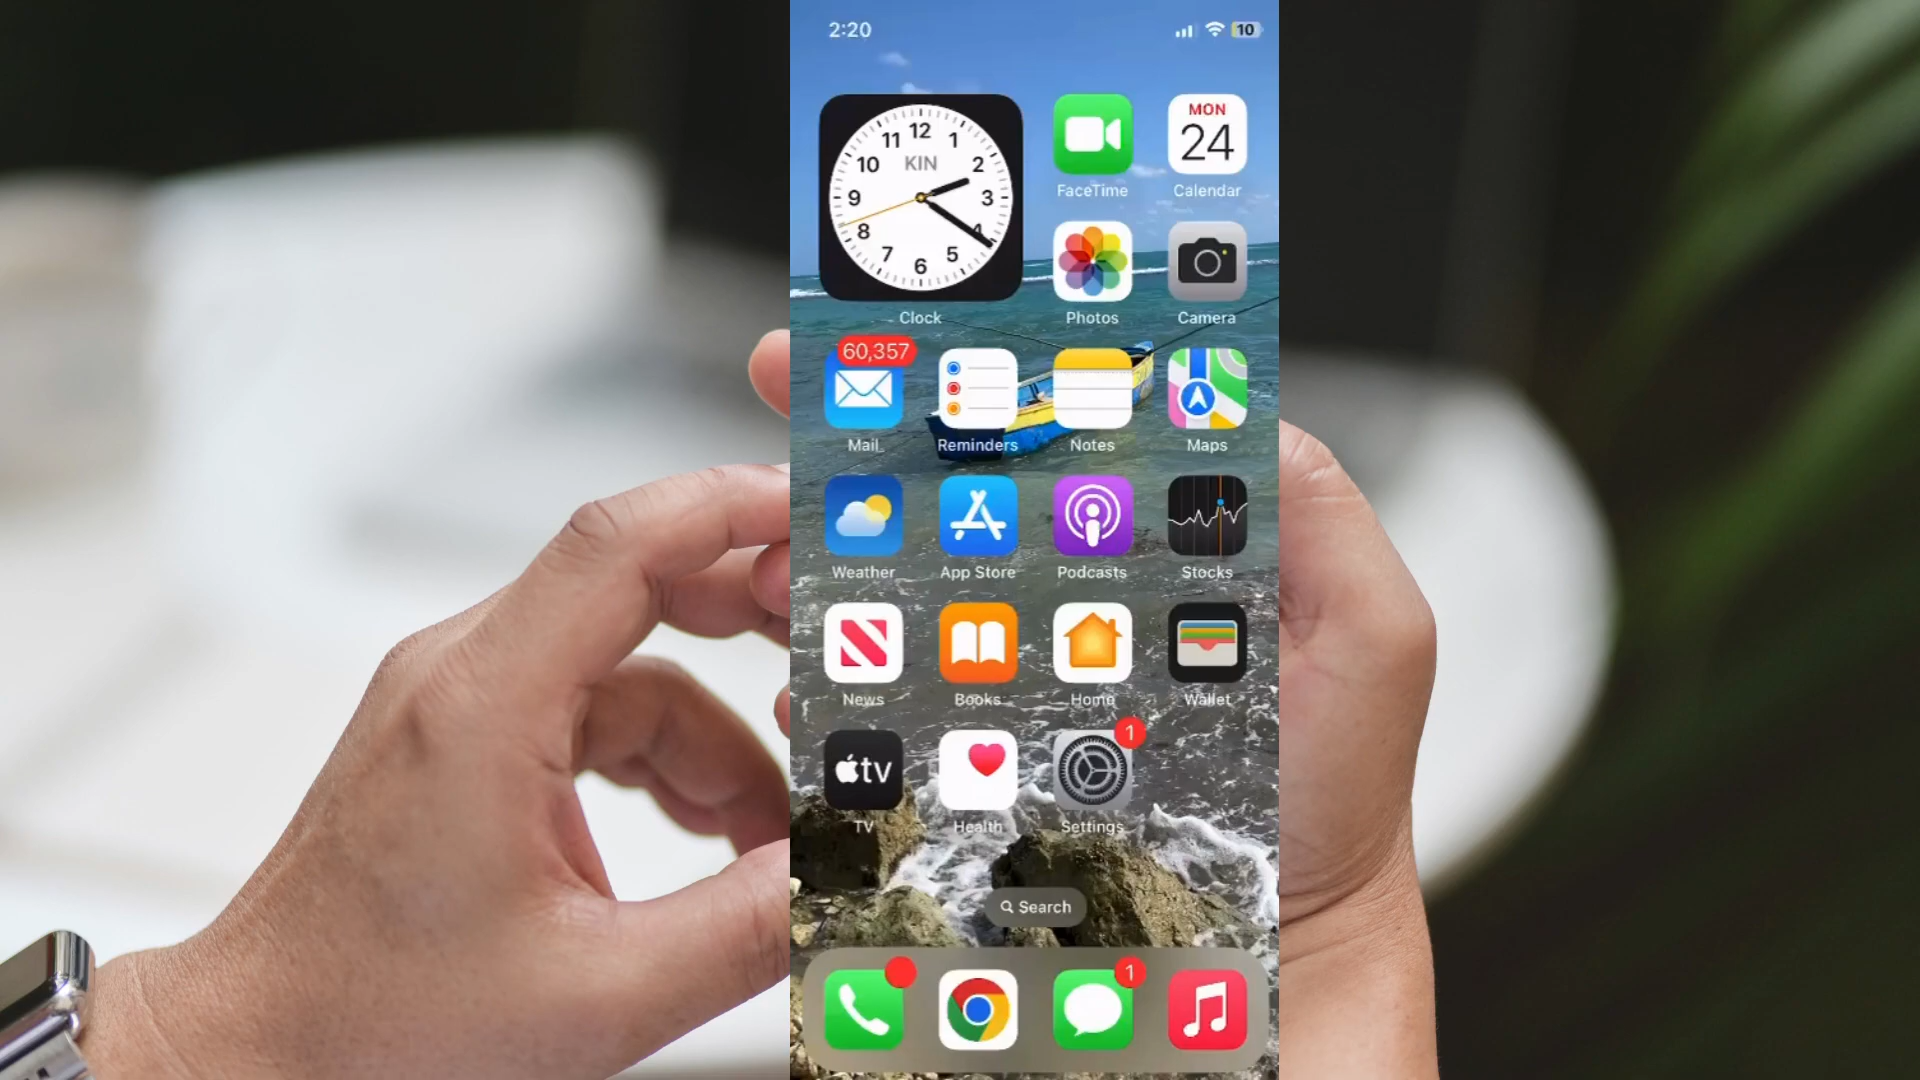 2:20
10
12
11
1
10
KIN
2
9
3
8
4
7
5
6
MON
24
FaceTime
Calendar
Clock
Photos
Camera
60,357
Mail
Reminders
Notes
Maps
Weather
App Store
Podcasts
Stocks
News
Books
Home
Wallet
tv
1
TV
Health
Settings
Search
1